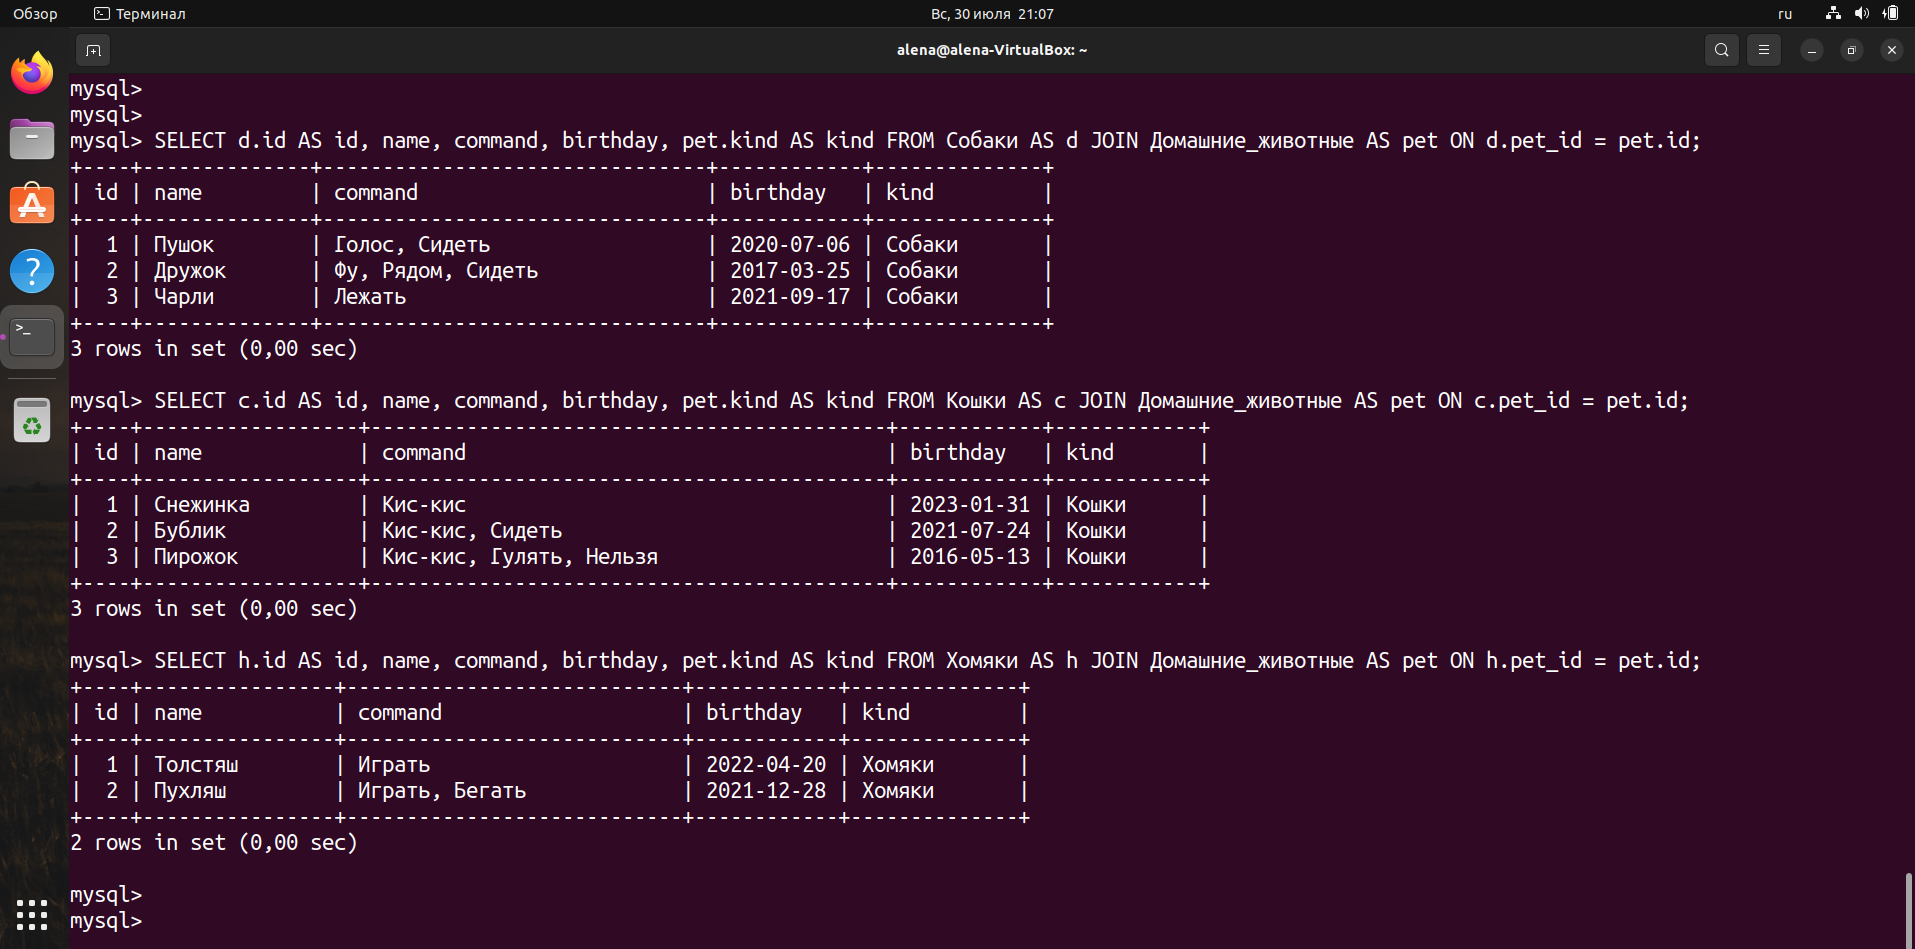 Обзор Терминал Вс, 30 июля 21:07 ru
alena@alena-VirtualBox: ~
mysql>
mysql>
mysql> SELECT d.id AS id, name, command, birthday, pet.kind AS kind FROM Собаки AS d JOIN Домашние_животные AS pet ON d.pet_id = pet.id;
+----+--------------+--------------------------------+------------+--------------+
| id | name         | command                        | birthday   | kind         |
+----+--------------+--------------------------------+------------+--------------+
|  1 | Пушок        | Голос, Сидеть                  | 2020-07-06 | Собаки       |
|  2 | Дружок       | Фу, Рядом, Сидеть              | 2017-03-25 | Собаки       |
|  3 | Чарли        | Лежать                         | 2021-09-17 | Собаки       |
+----+--------------+--------------------------------+------------+--------------+
3 rows in set (0,00 sec)

mysql> SELECT c.id AS id, name, command, birthday, pet.kind AS kind FROM Кошки AS c JOIN Домашние_животные AS pet ON c.pet_id = pet.id;
+----+------------------+-------------------------------------------+------------+------------+
| id | name             | command                                   | birthday   | kind       |
+----+------------------+-------------------------------------------+------------+------------+
|  1 | Снежинка         | Кис-кис                                   | 2023-01-31 | Кошки      |
|  2 | Бублик           | Кис-кис, Сидеть                           | 2021-07-24 | Кошки      |
|  3 | Пирожок          | Кис-кис, Гулять, Нельзя                   | 2016-05-13 | Кошки      |
+----+------------------+-------------------------------------------+------------+------------+
3 rows in set (0,00 sec)

mysql> SELECT h.id AS id, name, command, birthday, pet.kind AS kind FROM Хомяки AS h JOIN Домашние_животные AS pet ON h.pet_id = pet.id;
+----+----------------+----------------------------+------------+--------------+
| id | name           | command                    | birthday   | kind         |
+----+----------------+----------------------------+------------+--------------+
|  1 | Толстяш        | Играть                     | 2022-04-20 | Хомяки       |
|  2 | Пухляш         | Играть, Бегать             | 2021-12-28 | Хомяки       |
+----+----------------+----------------------------+------------+--------------+
2 rows in set (0,00 sec)

mysql>
mysql>